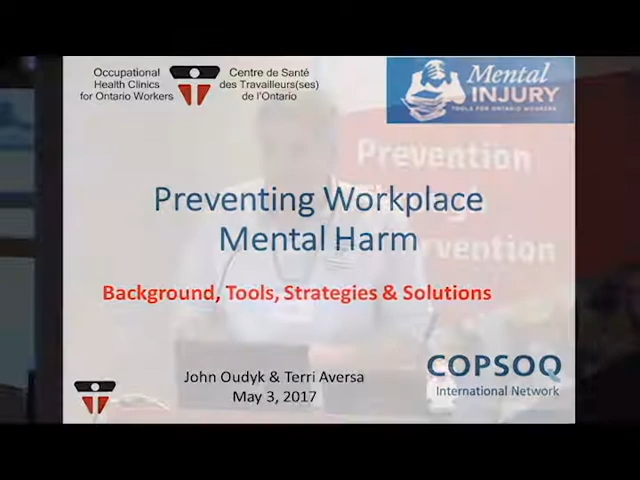 Occupational
Health Clinics
for Ontario Workers
Centre de Santé
des Travailleurs(ses)
de l'Ontario
Mental
INJURY
TOOLS FOR ONTARIO WORKERS
Prevention
Preventing Workplace
Mental Harm
Background, Tools, Strategies & Solutions
John Oudyk & Terri Aversa
May 3, 2017
COPSOQ
International Network